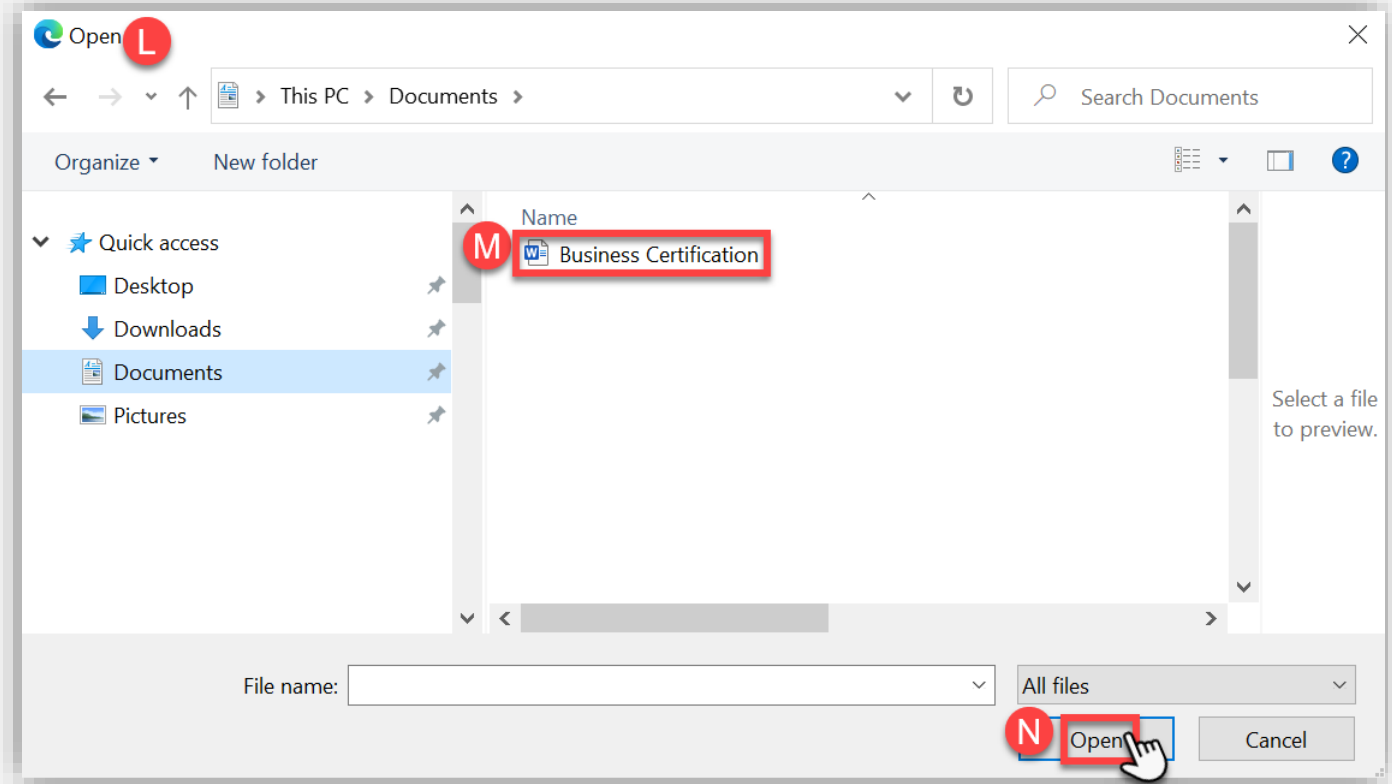 Open L
This PC > Documents >
Search Documents
Organize
New folder
?
Name
Quick access
M
W Business Certification
Desktop
Downloads
Documents
Pictures
Select a file
to preview.
File name:
All files
N
Open
Cancel